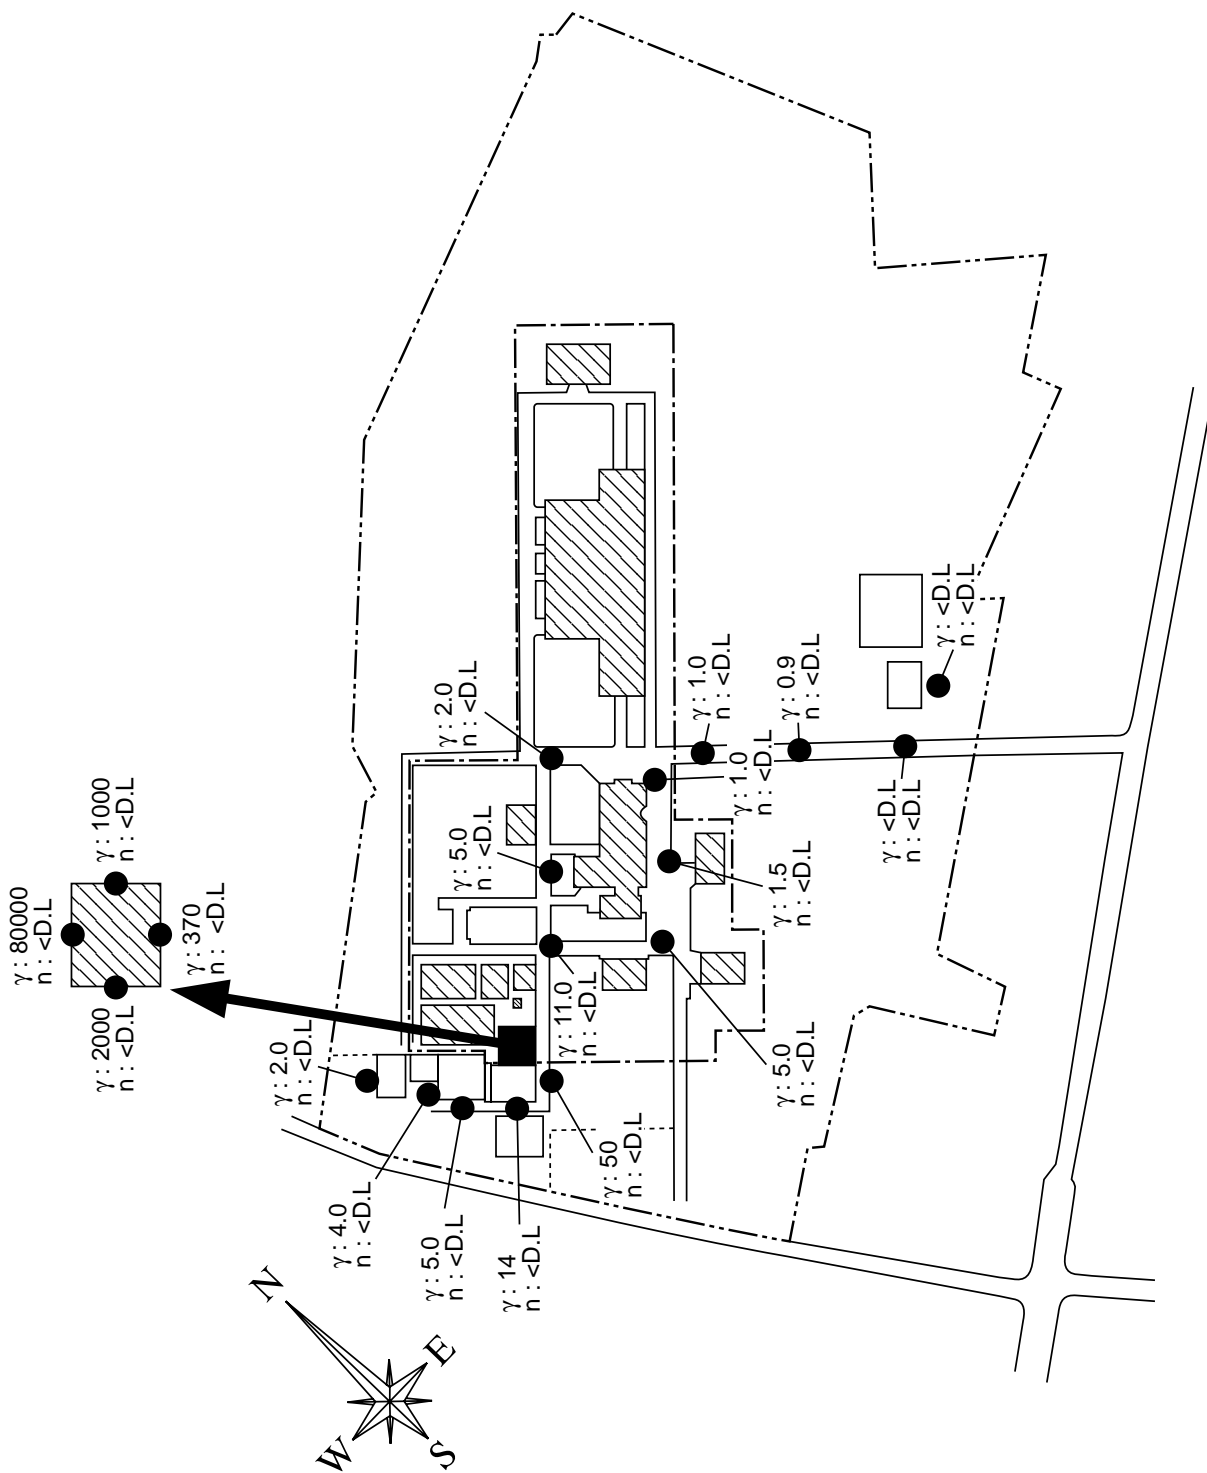 γ : 80000
n : <D.L
γ : 1000
n : <D.L
γ : 370
n : <D.L
γ : 2000
n : <D.L
γ : 2.0
n : <D.L
γ : 5.0
n : <D.L
γ : 11.0
n : <D.L
γ : 1.0
n : <D.L
γ : 0.9
n : <D.L
γ : <D.L
n : <D.L
γ : 1.0
n : <D.L
γ : <D.L
n : <D.L
γ : 1.5
n : <D.L
γ : 5.0
n : <D.L
γ : 2.0
n : <D.L
γ : 50
n : <D.L
γ : 4.0
n : <D.L
γ : 5.0
n : <D.L
γ : 14
n : <D.L
N
E
W
S